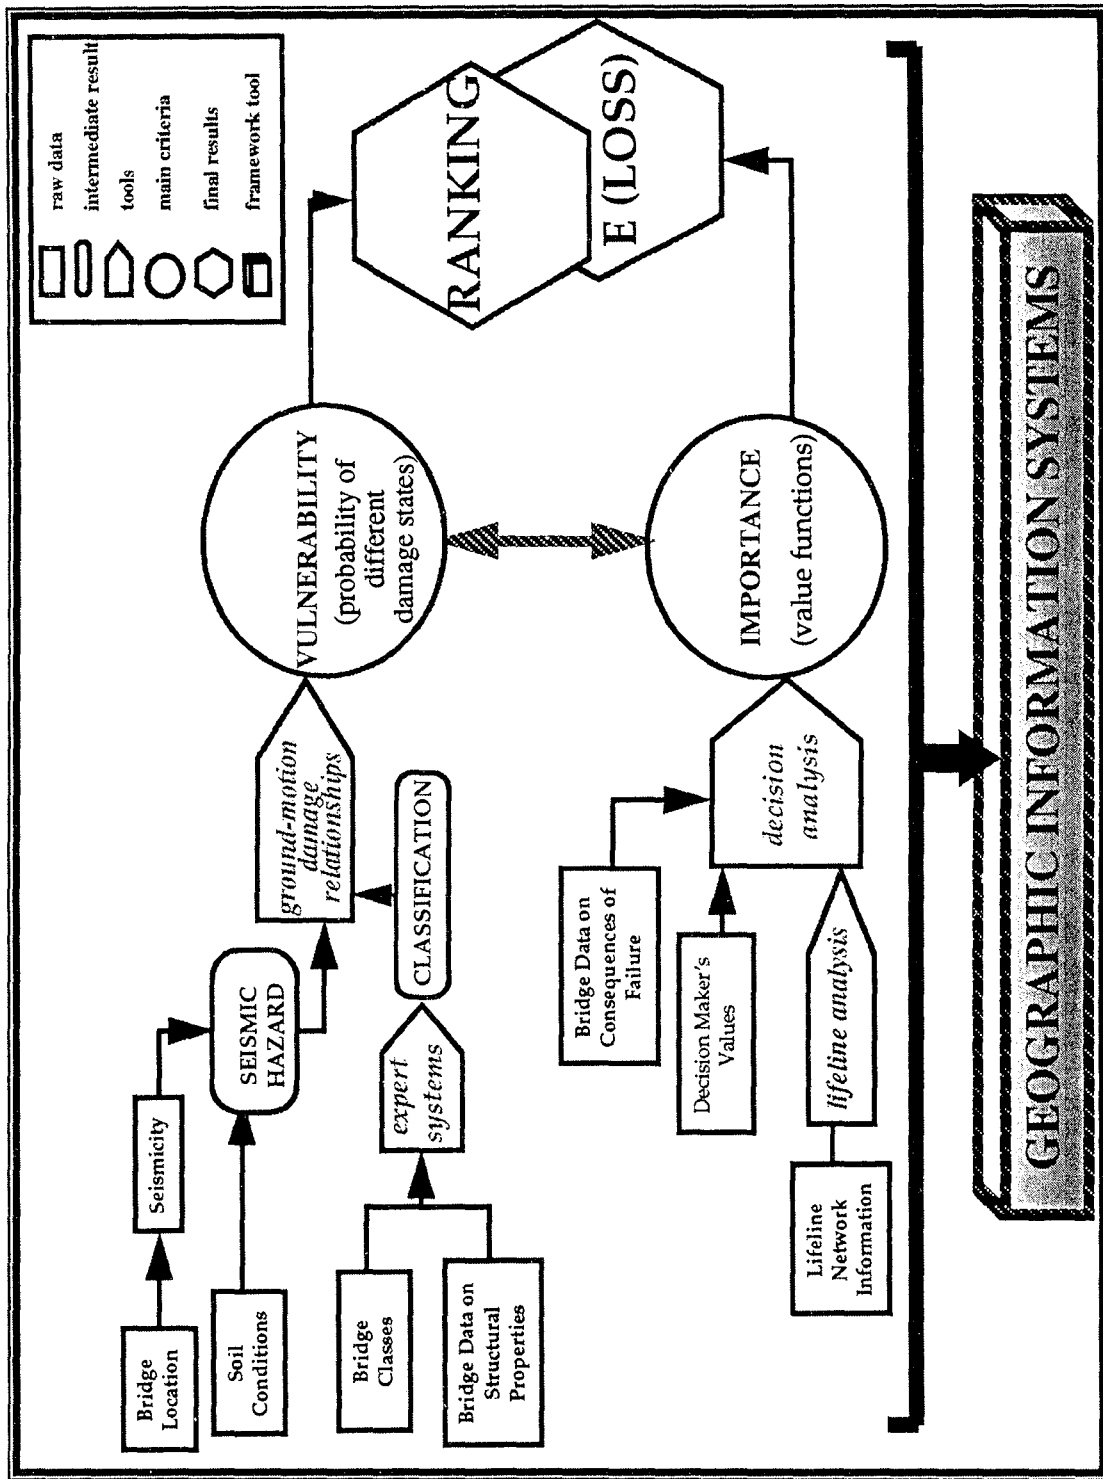 raw data
intermediate result
tools
main criteria
final results
framework tool
Bridge
Location
Seismicity
Soil
Conditions
SEISMIC
HAZARD
Bridge
Classes
Bridge Data on
Structural
Properties
expert
systems
CLASSIFICATION
ground-motion
damage
relationships
VULNERABILITY
(probability of
different
damage states)
RANKING
E (LOSS)
Bridge Data on
Consequences of
Failure
Decision Maker's
Values
Lifeline
Network
Information
lifeline analysis
decision
analysis
IMPORTANCE
(value functions)
GEOGRAPHIC INFORMATION SYSTEMS